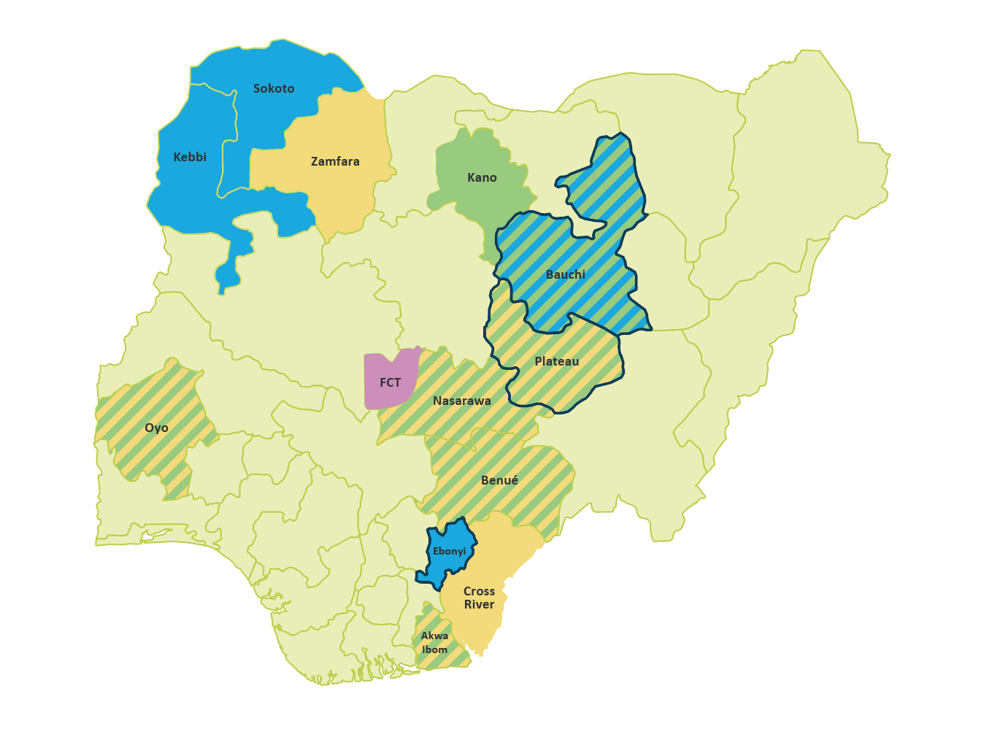 Sokoto
Kebbi
Zamfara
Kano
Bauchi
Plateau
FCT
Nasarawa
Oyo
Benué
Ebonyi
Cross
River
Akwa
Ibom